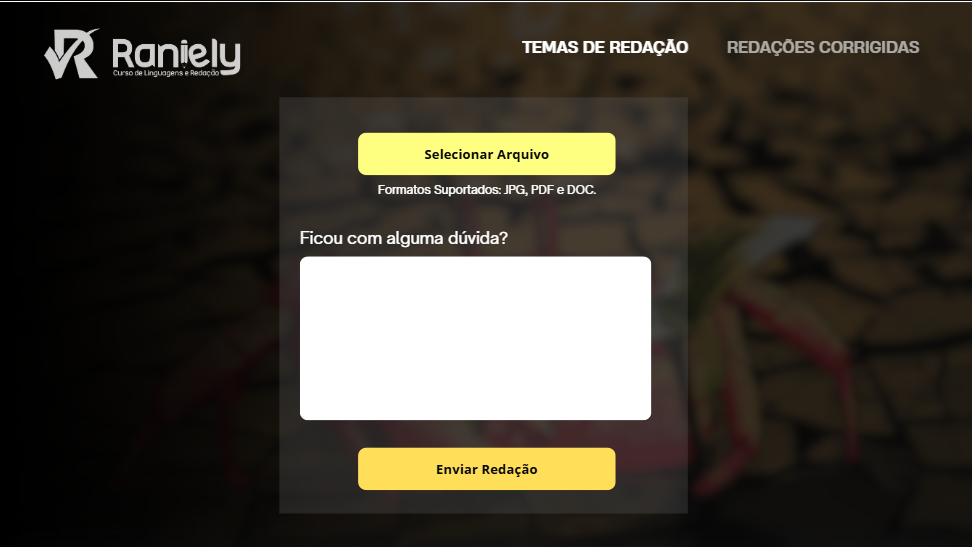 Raniely
Curso de Linguagens e Redação
TEMAS DE REDAÇÃO
REDAÇÕES CORRIGIDAS
Selecionar Arquivo
Formatos Suportados: JPG, PDF e DOC.
Ficou com alguma dúvida?
Enviar Redação